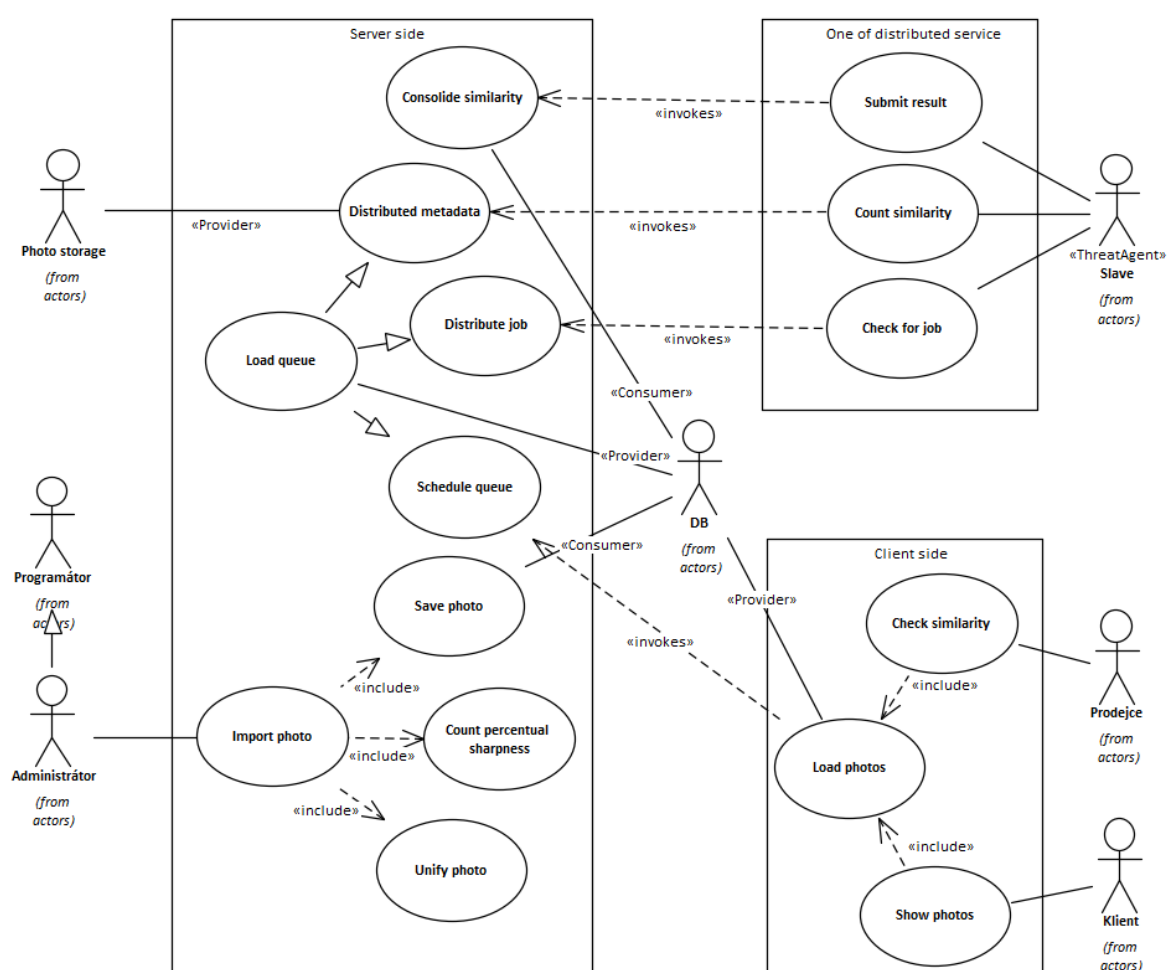 Server side
One of distributed service
Consolide similarity
Submit result
«invokes»
Photo storage
(from
actors)
«Provider»
Distributed metadata
«invokes»
Count similarity
«ThreatAgent»
Slave
(from
actors)
Distribute job
«invokes»
Check for job
Load queue
«Consumer»
«Provider»
Schedule queue
DB
(from
actors)
«Consumer»
Programátor
(from
actors)
Client side
Save photo
«Provider»
Check similarity
«invokes»
«include»
«include»
Prodejce
(from
actors)
Administrátor
(from
actors)
Import photo
«include»
Count percentual
sharpness
Load photos
«include»
Unify photo
«include»
Show photos
Klient
(from
actors)